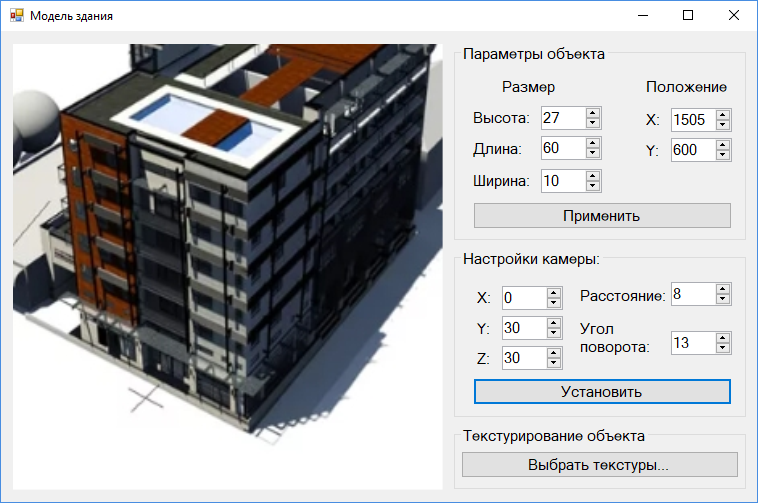 Модель здания
Параметры объекта
Размер
Положение
Высота: 27
X: 1505
Длина: 60
Y: 600
Ширина: 10
Применить
Настройки камеры:
X: 0
Расстояние: 8
Y: 30
Угол
поворота: 13
Z: 30
Установить
Текстурирование объекта
Выбрать текстуры...